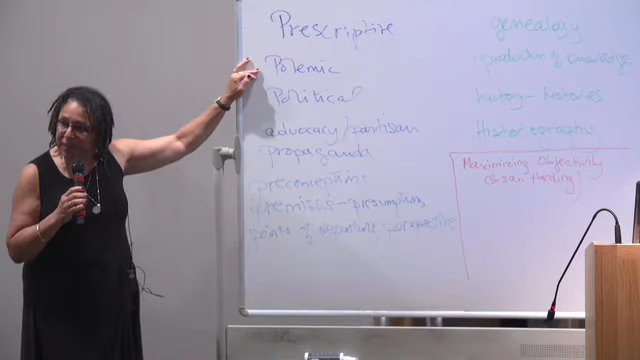 Prescriptive
Polemic
Political
advocacy/partisan
propaganda
preconceptions
premises - presumptions
points of departure - perspective
genealogy
production of knowledge
history - histories
Historiography
Maximizing Objectivity
(Susan Harding)